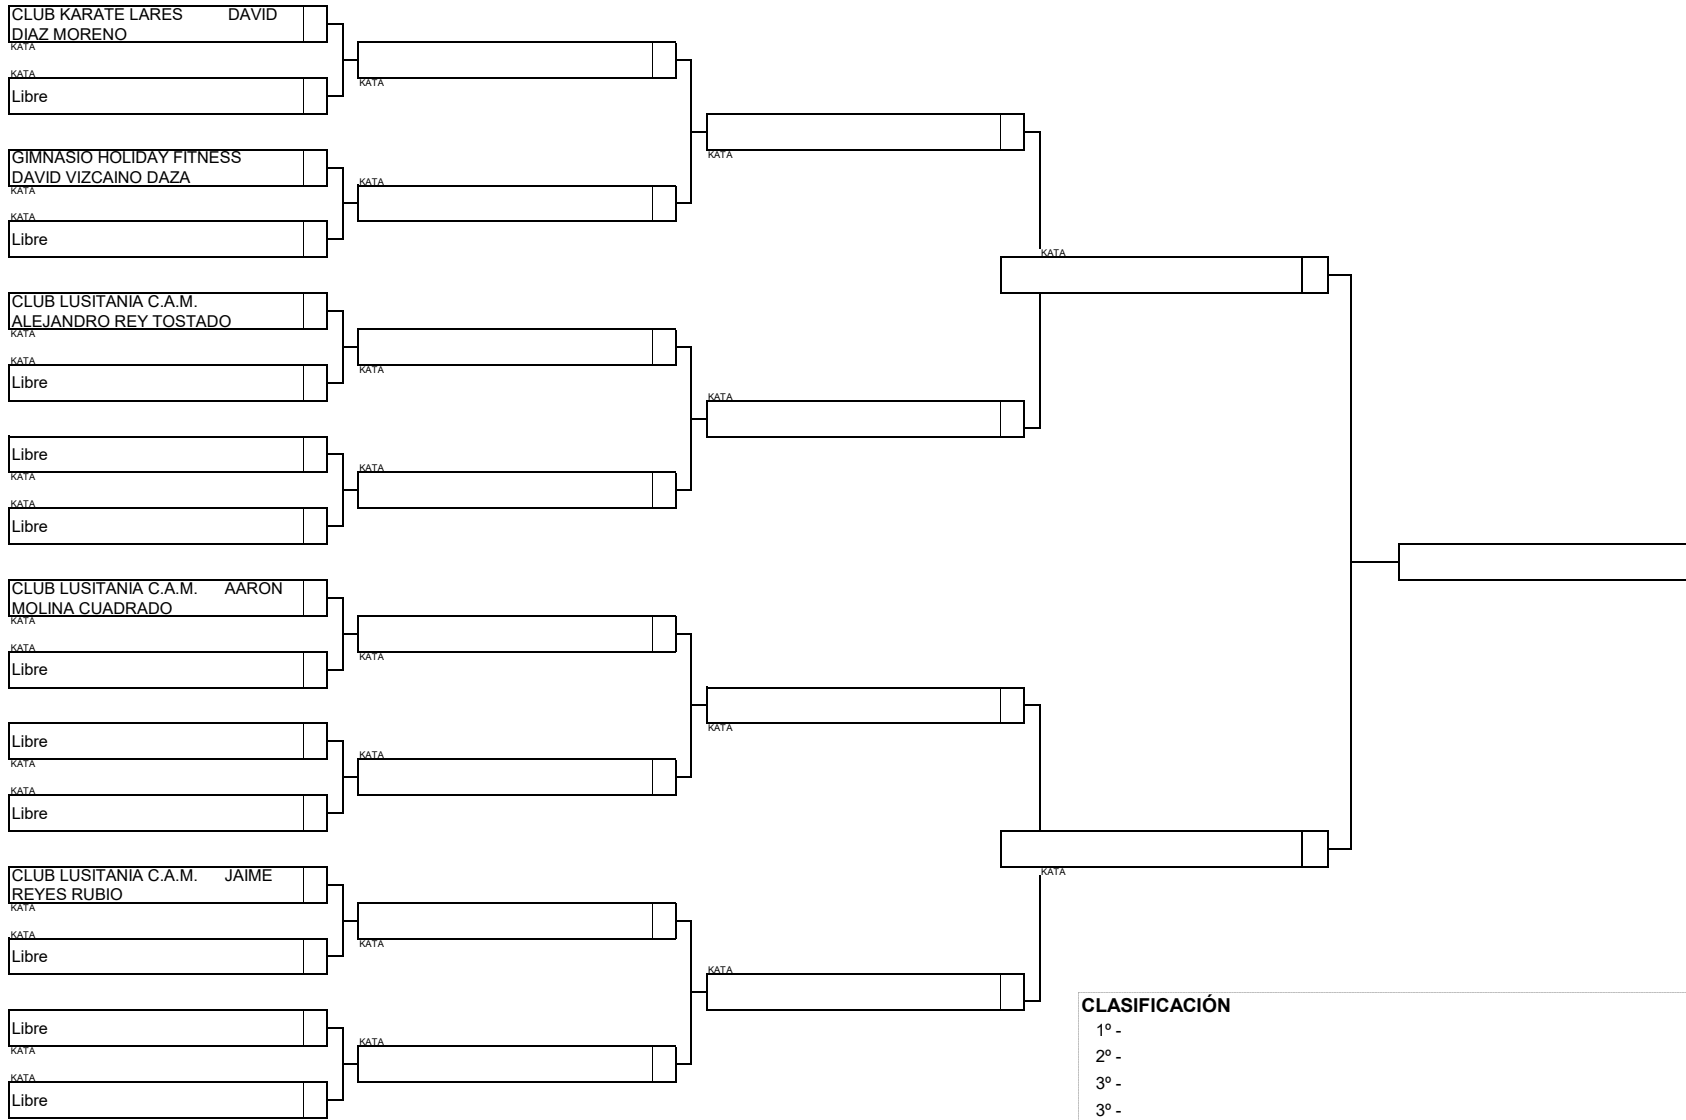 CLUB KARATE LARES DAVID
DIAZ MORENO
KATA
KATA
Libre
GIMNASIO HOLIDAY FITNESS
DAVID VIZCAINO DAZA
KATA
KATA
Libre
CLUB LUSITANIA C.A.M.
ALEJANDRO REY TOSTADO
KATA
KATA
Libre
Libre
KATA
KATA
Libre
CLUB LUSITANIA C.A.M. AARON
MOLINA CUADRADO
KATA
KATA
Libre
Libre
KATA
KATA
Libre
CLUB LUSITANIA C.A.M. JAIME
REYES RUBIO
KATA
KATA
Libre
Libre
KATA
KATA
Libre
KATA
KATA
KATA
KATA
KATA
KATA
KATA
KATA
KATA
KATA
KATA
KATA
KATA
KATA
CLASIFICACIÓN
1º -
2º -
3º -
3º -